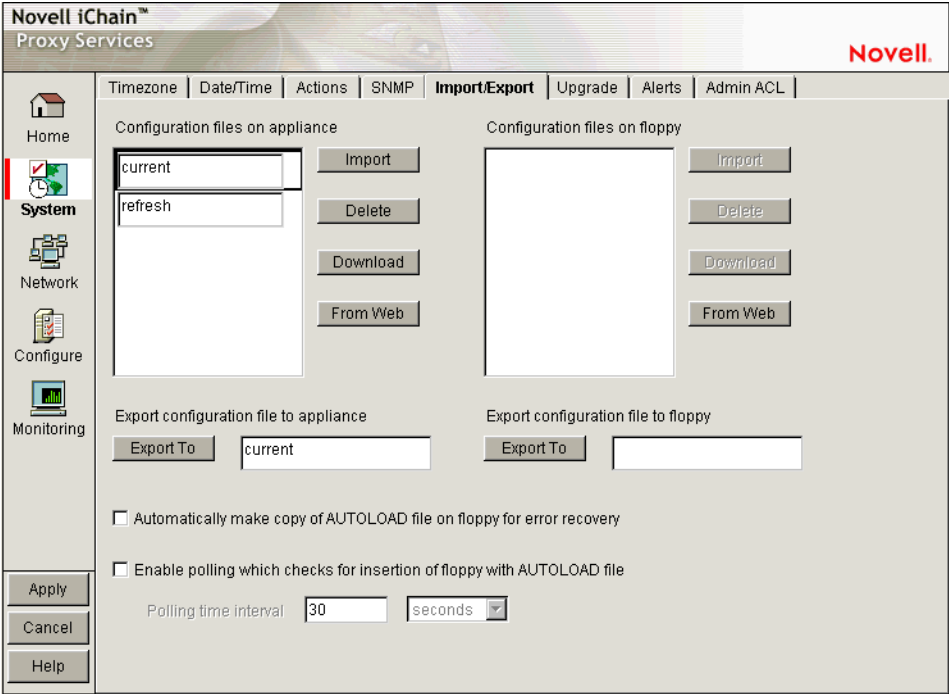 Novell iChain™
Proxy Services
Novell.
Timezone Date/Time Actions SNMP Import/Export Upgrade Alerts Admin ACL
Home
System
Network
Configure
Monitoring
Configuration files on appliance
current
refresh
Import
Delete
Download
From Web
Configuration files on floppy
Import
Delete
Download
From Web
Export configuration file to appliance
Export To current
Export configuration file to floppy
Export To
Automatically make copy of AUTOLOAD file on floppy for error recovery
Enable polling which checks for insertion of floppy with AUTOLOAD file
Polling time interval 30 seconds
Apply
Cancel
Help